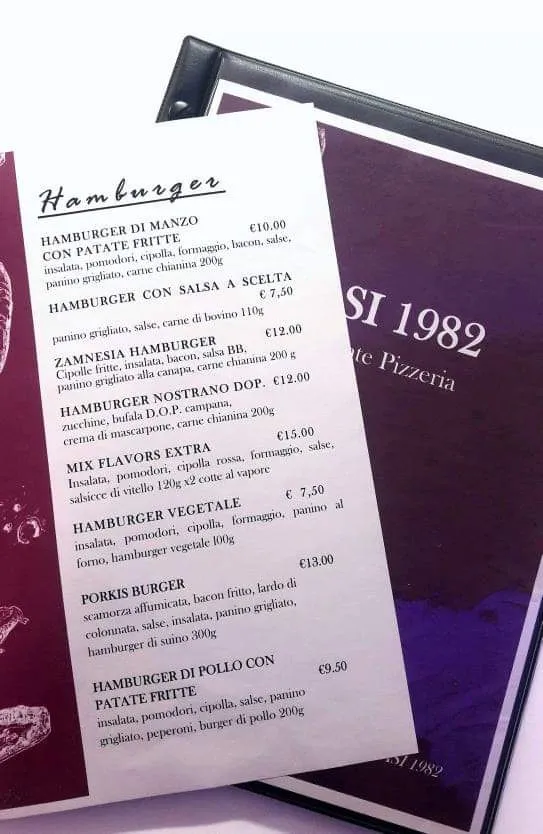 Hamburger
HAMBURGER DI MANZO
CON PATATE FRITTE €10.00
insalata, pomodori, cipolla, formaggio, bacon, salse,
panino grigliato, carne chianina 200g
HAMBURGER CON SALSA A SCELTA
€ 7,50
panino grigliato, salse, carne di bovino 110g
ZAMNESIA HAMBURGER €12.00
Cipolle fritte, insalata, bacon, salsa BB,
panino grigliato alla canapa, carne chianina 200 g
HAMBURGER NOSTRANO DOP. €12.00
zucchine, bufala D.O.P. campana,
crema di mascarpone, carne chianina 200g
MIX FLAVORS EXTRA €15.00
Insalata, pomodori, cipolla rossa, formaggio, salse,
salsicce di vitello 120g x2 cotte al vapore
HAMBURGER VEGETALE € 7,50
insalata, pomodori, cipolla, formaggio, panino al
forno, hamburger vegetale 100g
PORKIS BURGER €13.00
scamorza affumicata, bacon fritto, lardo di
colonnata, salse, insalata, panino grigliato,
hamburger di suino 300g
HAMBURGER DI POLLO CON
PATATE FRITTE €9.50
insalata, pomodori, cipolla, salse, panino
grigliato, peperoni, burger di pollo 200g
SI 1982
Pizzeria
1982